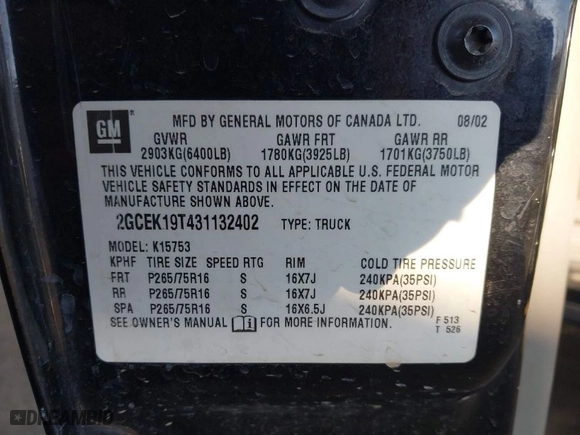 GM
MFD BY GENERAL MOTORS OF CANADA LTD. 08/02
GVWR GAWR FRT GAWR RR
2903KG(6400LB) 1780KG(3925LB) 1701KG(3750LB)
THIS VEHICLE CONFORMS TO ALL APPLICABLE U.S. FEDERAL MOTOR
VEHICLE SAFETY STANDARDS IN EFFECT ON THE DATE OF
MANUFACTURE SHOWN ABOVE.
2GCEK19T431132402 TYPE: TRUCK
MODEL: K15753
KPHF TIRE SIZE SPEED RTG RIM COLD TIRE PRESSURE
FRT P265/75R16 S 16X7J 240KPA(35PSI)
RR P265/75R16 S 16X7J 240KPA(35PSI)
SPA P265/75R16 S 16X6.5J 240KPA(35PSI)
SEE OWNER'S MANUAL FOR MORE INFORMATION F 513
T 526
DREAMBID